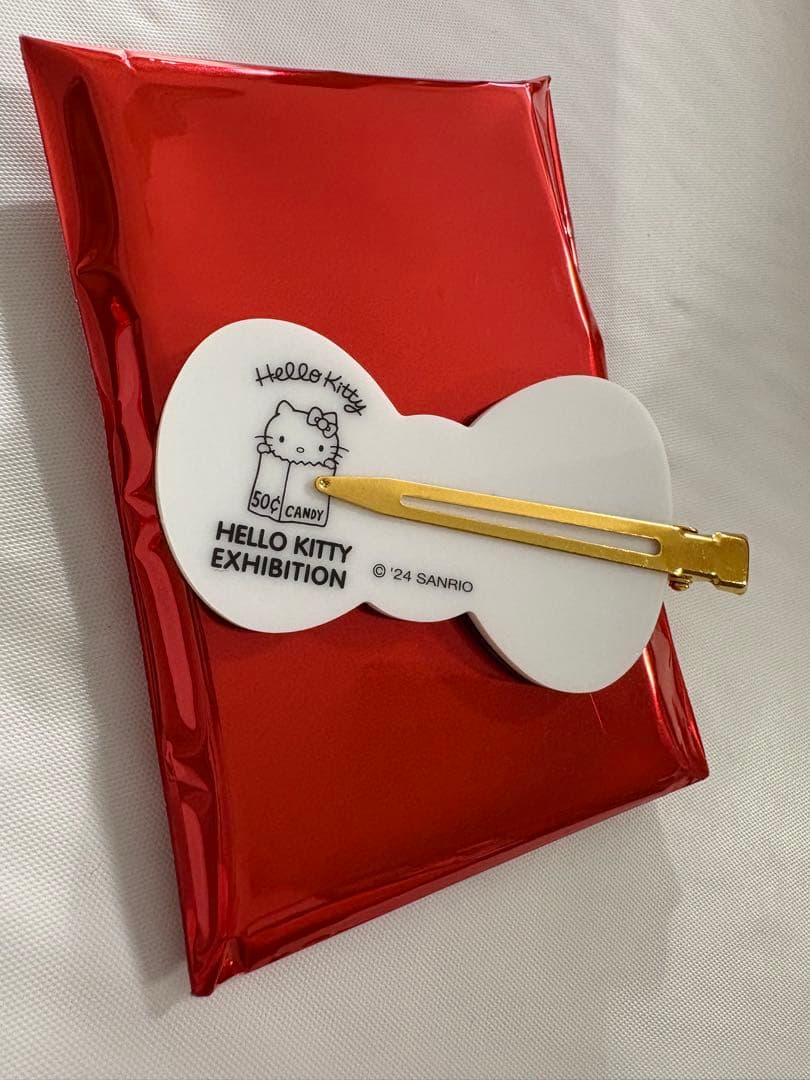 Hello Kitty
50¢ CANDY
HELLO KITTY
EXHIBITION
© '24 SANRIO